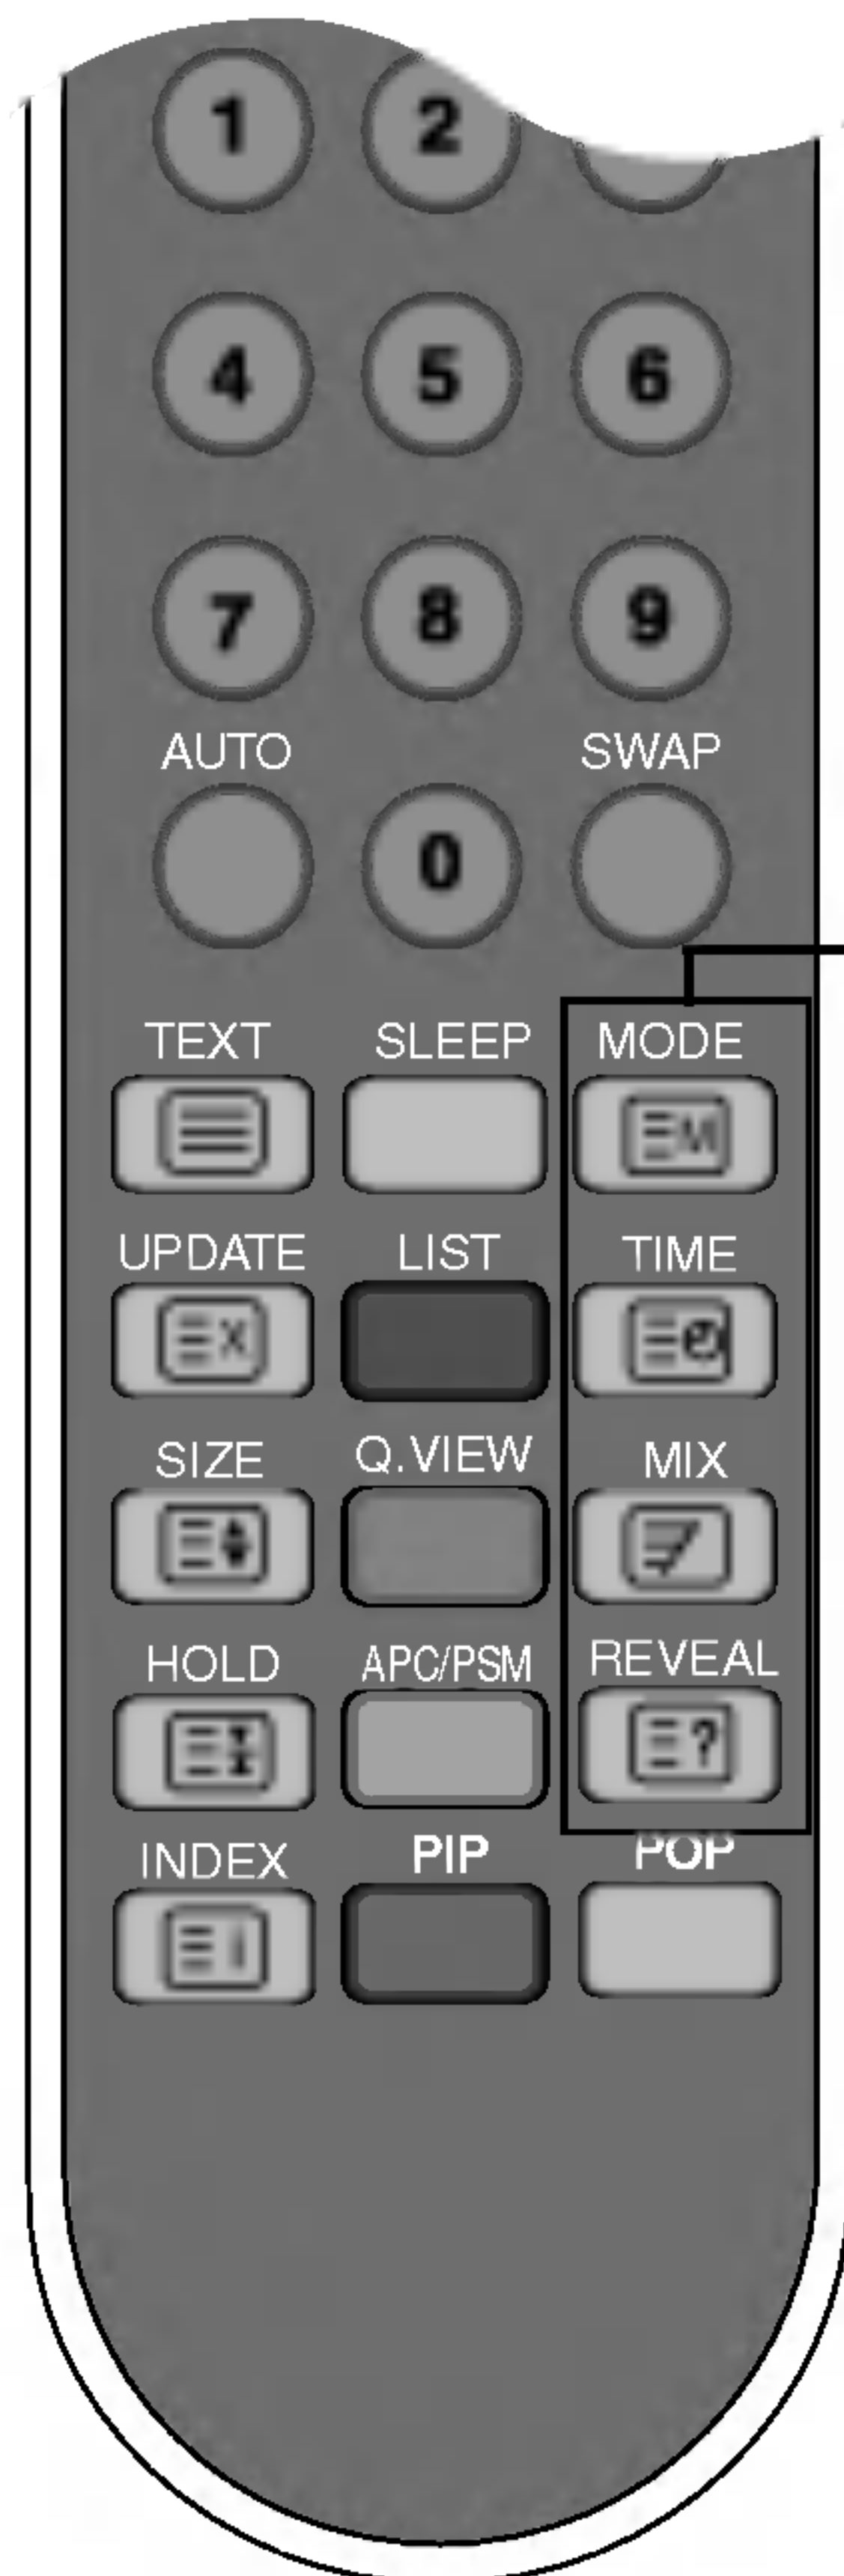 1 2
4 5 6
7 8 9
AUTO SWAP
0
TEXT SLEEP MODE
M
UPDATE LIST TIME
X
SIZE Q.VIEW MIX
HOLD APC/PSM REVEAL
?
INDEX PIP POP
i